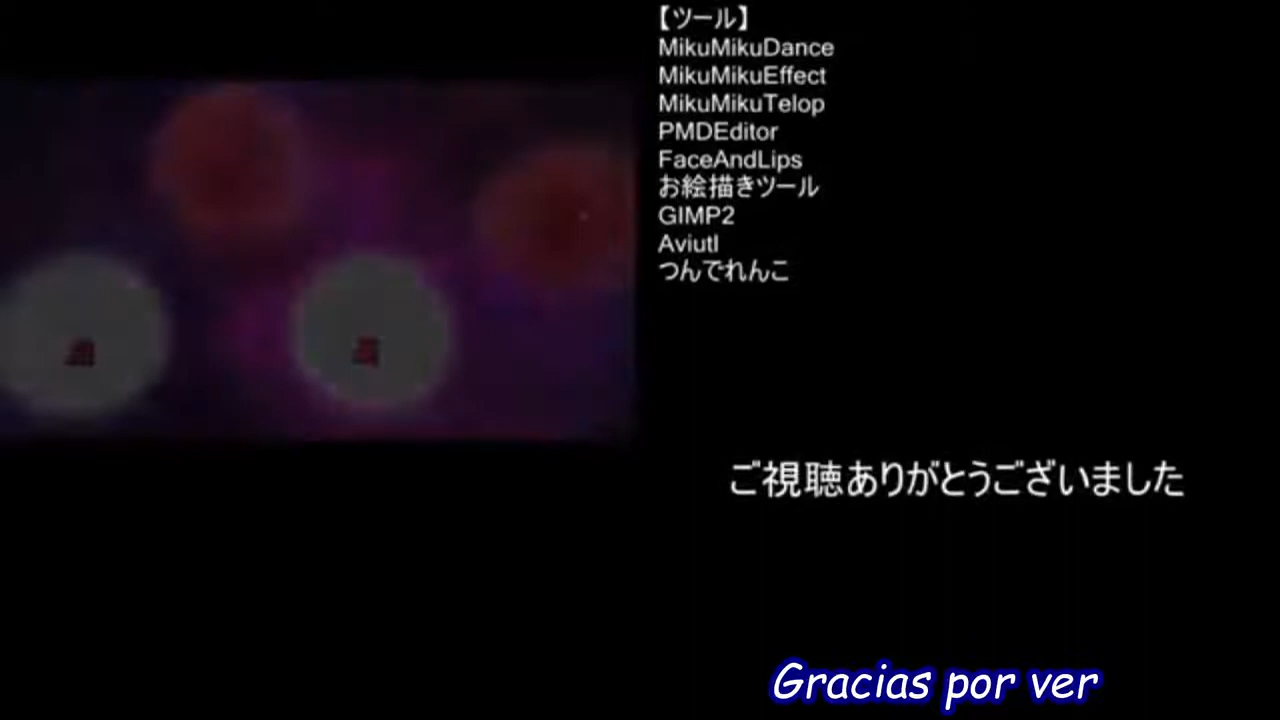 【ツール】
MikuMikuDance
MikuMikuEffect
MikuMikuTelop
PMDEditor
FaceAndLips
お絵描きツール
GIMP2
Aviutl
つんでれんこ
ご視聴ありがとうございました
Gracias por ver